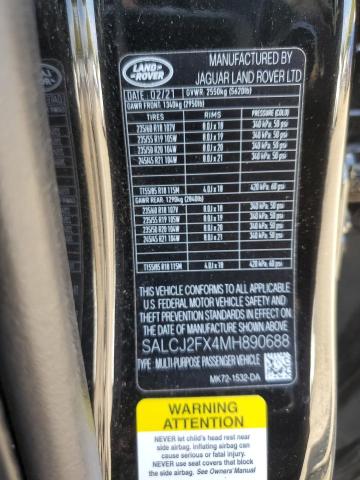 LAND ROVER
MANUFACTURED BY
JAGUAR LAND ROVER LTD
DATE: 02/21 GVWR. 2550kg (5620lb)
GAWR FRONT: 1340kg (2950lb)
TIRES RIMS PRESSURE (COLD)
235/60 R18 107V 8.0J x 18 340 kPa, 50 psi
235/55 R19 105W 8.0J x 19 340 kPa, 50 psi
235/50 R20 104W 8.0J x 20 340 kPa, 50 psi
245/45 R21 104W 8.5J x 21 340 kPa, 50 psi
T155/85 R18 115M 4.0J x 18 420 kPa, 60 psi
GAWR REAR: 1290kg (2840lb)
235/60 R18 107V 8.0J x 18 340 kPa, 50 psi
235/55 R19 105W 8.0J x 19 340 kPa, 50 psi
235/50 R20 104W 8.0J x 20 340 kPa, 50 psi
245/45 R21 104W 8.5J x 21 340 kPa, 50 psi
T155/85 R18 115M 4.0J x 18 420 kPa, 60 psi
THIS VEHICLE CONFORMS TO ALL APPLICABLE
U.S. FEDERAL MOTOR VEHICLE SAFETY AND
THEFT PREVENTION STANDARDS IN EFFECT ON
THE DATE OF MANUFACTURE SHOWN ABOVE.
SALCJ2FX4MH890688
TYPE: MULTI-PURPOSE PASSENGER VEHICLE
MK72-1532-DA
WARNING
NEVER let child's head rest near
side airbag. inflating airbag can
cause serious or fatal injury.
NEVER use seat covers that block
side airbag. See Owners Manual